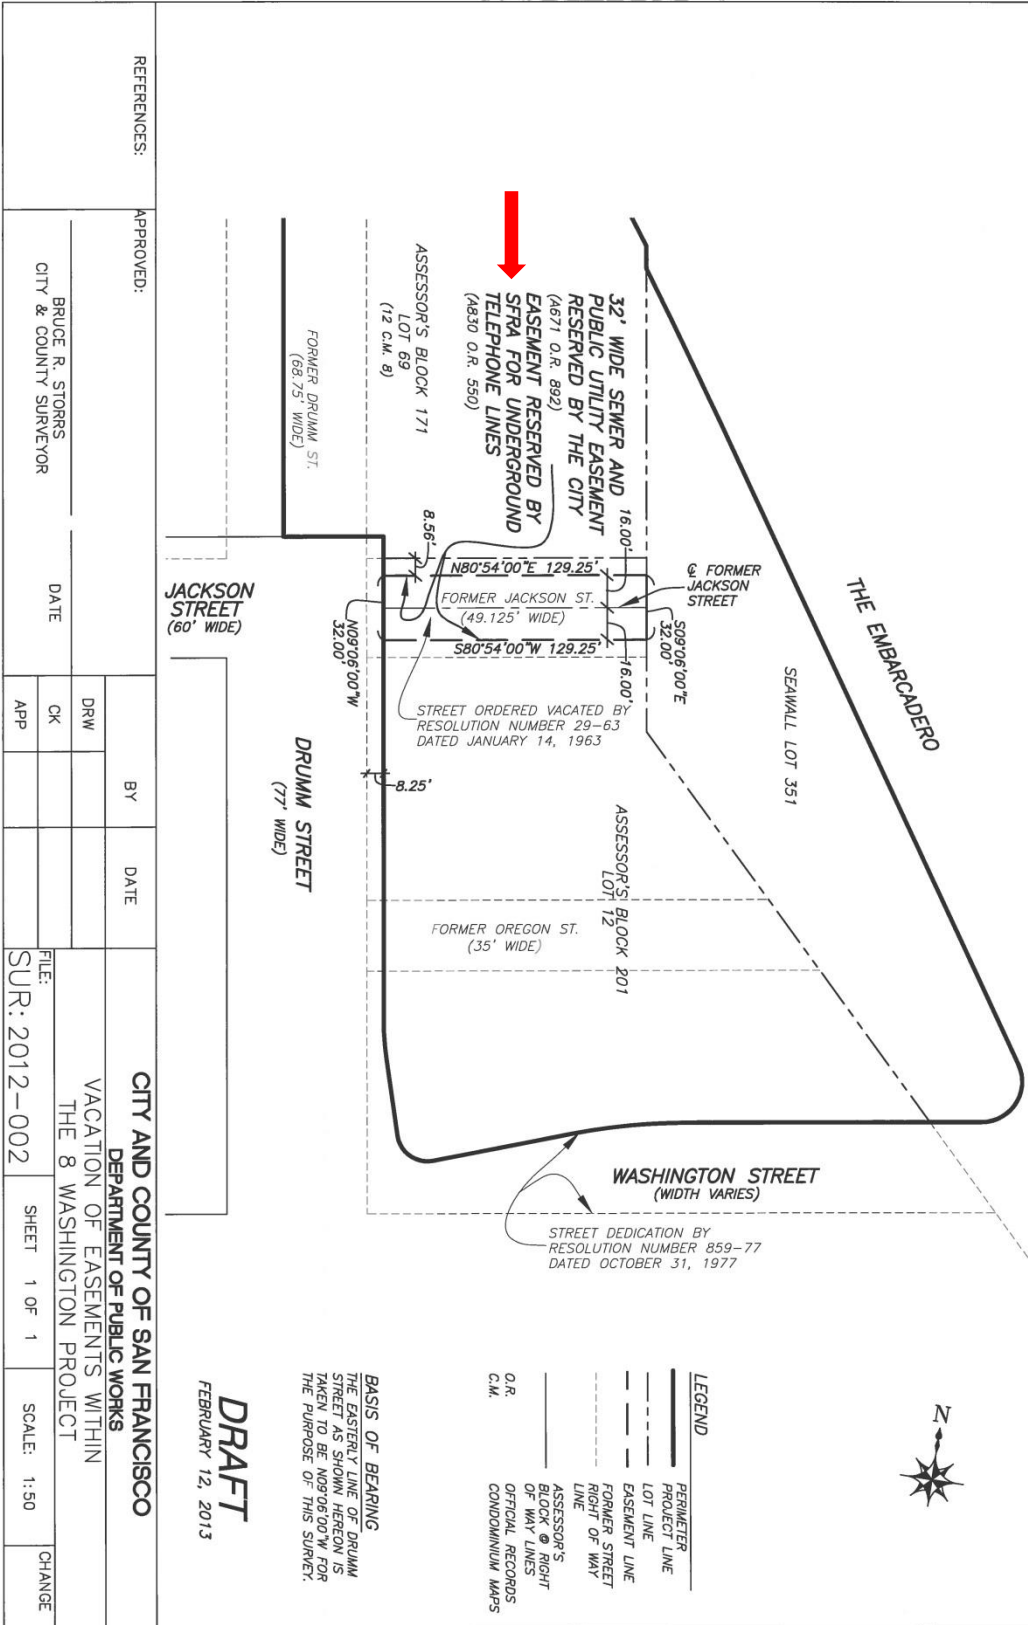 THE EMBARCADERO
SEAWALL LOT 351
32' WIDE SEWER AND
PUBLIC UTILITY EASEMENT
RESERVED BY THE CITY
(A671 O.R. 892)
EASEMENT RESERVED BY
SFRA FOR UNDERGROUND
TELEPHONE LINES
(A830 O.R. 550)
ASSESSOR'S BLOCK 171
LOT 69
(12 C.M. 8)
FORMER DRUMM ST.
(68.75' WIDE)
8.56'
16.00'
N80°54'00"E 129.25'
FORMER JACKSON ST.
(49.125' WIDE)
S80°54'00"W 129.25'
16.00'
℄ FORMER
JACKSON
STREET
S09°06'00"E
32.00'
N09°06'00"W
32.00'
JACKSON
STREET
(60' WIDE)
STREET ORDERED VACATED BY
RESOLUTION NUMBER 29-63
DATED JANUARY 14, 1963
8.25'
DRUMM STREET
(77' WIDE)
ASSESSOR'S BLOCK 201
LOT 12
FORMER OREGON ST.
(35' WIDE)
WASHINGTON STREET
(WIDTH VARIES)
STREET DEDICATION BY
RESOLUTION NUMBER 859-77
DATED OCTOBER 31, 1977
N
LEGEND
PERIMETER
PROJECT LINE
LOT LINE
EASEMENT LINE
FORMER STREET
RIGHT OF WAY
LINE
ASSESSOR'S
BLOCK @ RIGHT
OF WAY LINES
O.R. OFFICIAL RECORDS
C.M. CONDOMINIUM MAPS
BASIS OF BEARING
THE EASTERLY LINE OF DRUMM
STREET AS SHOWN HEREON IS
TAKEN TO BE N09°06'00"W FOR
THE PURPOSE OF THIS SURVEY.
DRAFT
FEBRUARY 12, 2013
REFERENCES:
APPROVED:
BRUCE R. STORRS
CITY & COUNTY SURVEYOR
DATE
BY
DATE
DRW
CK
APP
CITY AND COUNTY OF SAN FRANCISCO
DEPARTMENT OF PUBLIC WORKS
VACATION OF EASEMENTS WITHIN
THE 8 WASHINGTON PROJECT
FILE:
SUR: 2012-002
SHEET 1 OF 1
SCALE: 1:50
CHANGE